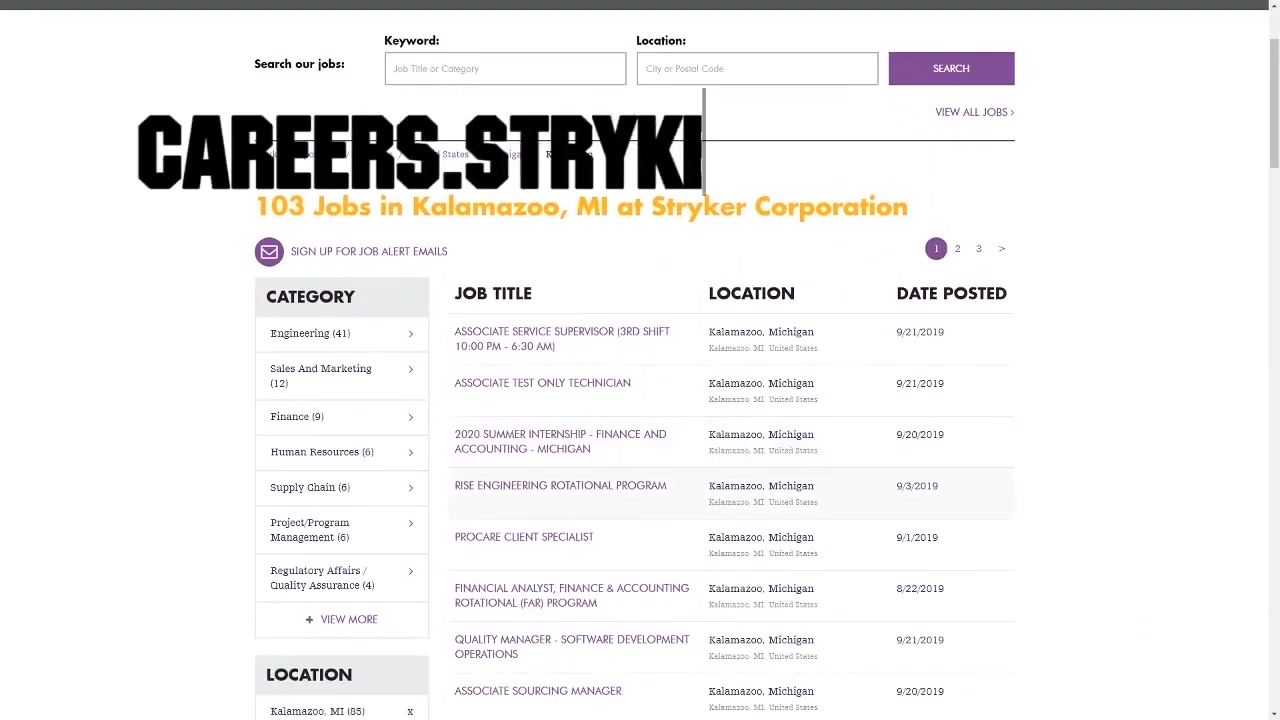 Keyword:
Location:
Search our jobs:
Job Title or Category
City or Postal Code
SEARCH
VIEW ALL JOBS >
CAREERS.STRYK
103 Jobs in Kalamazoo, MI at Stryker Corporation
SIGN UP FOR JOB ALERT EMAILS
1 2 3 >
CATEGORY
Engineering (41)
Sales And Marketing
(12)
Finance (9)
Human Resources (6)
Supply Chain (6)
Project/Program
Management (6)
Regulatory Affairs /
Quality Assurance (4)
+ VIEW MORE
LOCATION
Kalamazoo, MI (85) x
JOB TITLE LOCATION DATE POSTED
ASSOCIATE SERVICE SUPERVISOR (3RD SHIFT Kalamazoo, Michigan 9/21/2019
10:00 PM - 6:30 AM) Kalamazoo, MI, United States
ASSOCIATE TEST ONLY TECHNICIAN Kalamazoo, Michigan 9/21/2019
Kalamazoo, MI, United States
2020 SUMMER INTERNSHIP - FINANCE AND Kalamazoo, Michigan 9/20/2019
ACCOUNTING - MICHIGAN Kalamazoo, MI, United States
RISE ENGINEERING ROTATIONAL PROGRAM Kalamazoo, Michigan 9/3/2019
Kalamazoo, MI, United States
PROCARE CLIENT SPECIALIST Kalamazoo, Michigan 9/1/2019
Kalamazoo, MI, United States
FINANCIAL ANALYST, FINANCE & ACCOUNTING Kalamazoo, Michigan 8/22/2019
ROTATIONAL (FAR) PROGRAM Kalamazoo, MI, United States
QUALITY MANAGER - SOFTWARE DEVELOPMENT Kalamazoo, Michigan 9/21/2019
OPERATIONS Kalamazoo, MI, United States
ASSOCIATE SOURCING MANAGER Kalamazoo, Michigan 9/20/2019
Kalamazoo, MI, United States